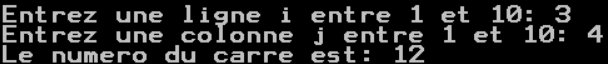 Entrez une ligne i entre 1 et 10: 3
Entrez une colonne j entre 1 et 10: 4
Le numero du carre est: 12